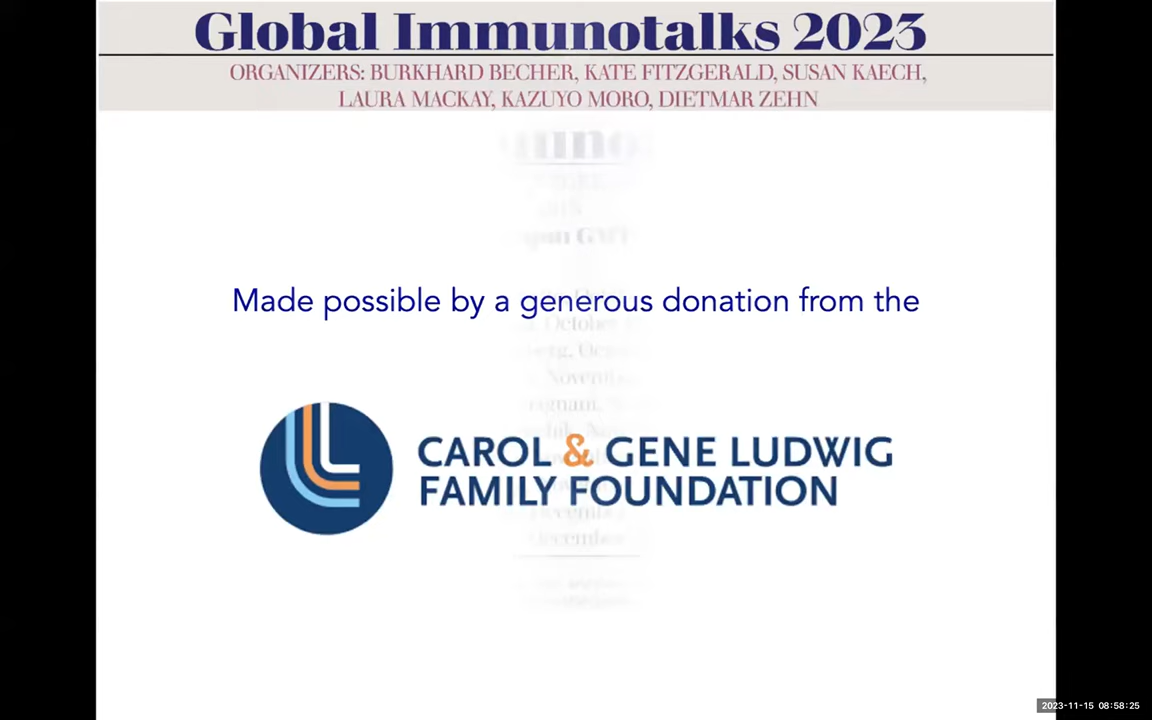 Global Immunotalks 2023
ORGANIZERS: BURKHARD BECHER, KATE FITZGERALD, SUSAN KAECH,
LAURA MACKAY, KAZUYO MORO, DIETMAR ZEHN
Made possible by a generous donation from the
CAROL & GENE LUDWIG
FAMILY FOUNDATION
2023-11-15 08:58:25